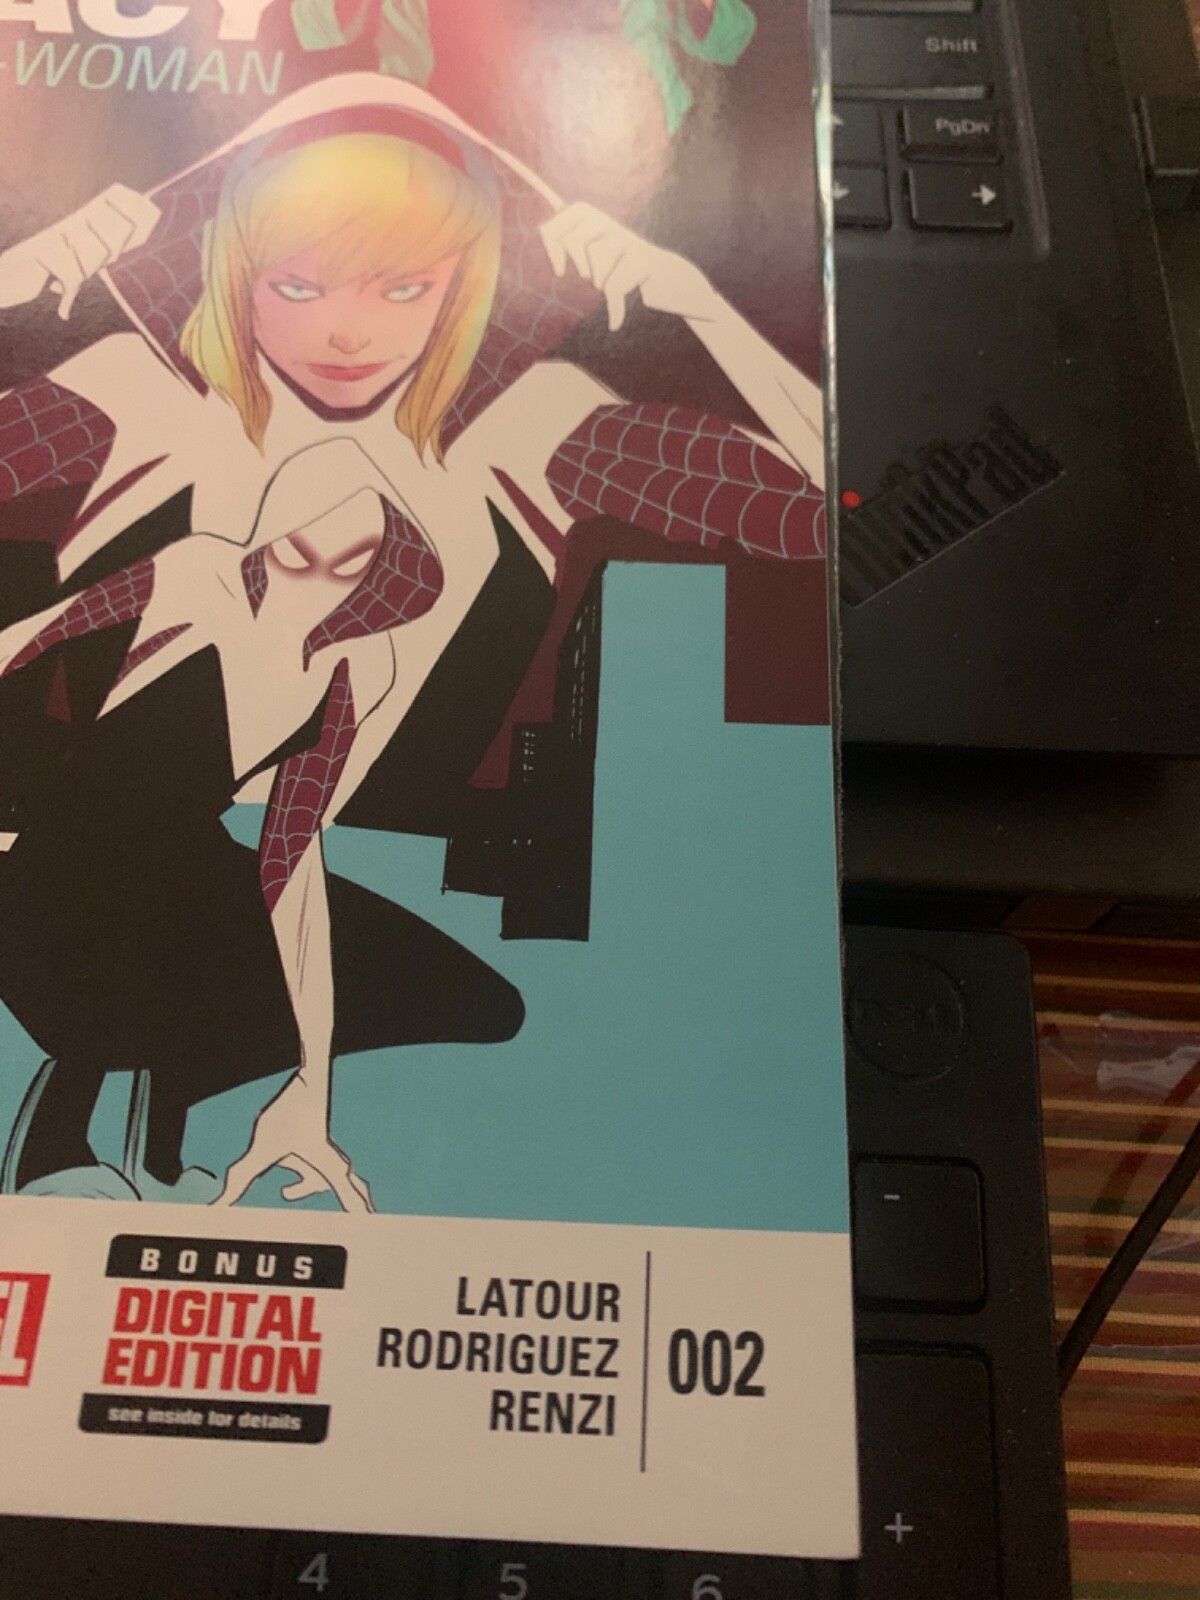 ACY
-WOMAN
Shift
PgDn
ThinkPad
DELL
-
BONUS
DIGITAL
EDITION
see inside for details
LATOUR
RODRIGUEZ
RENZI
002
+
4 5 6